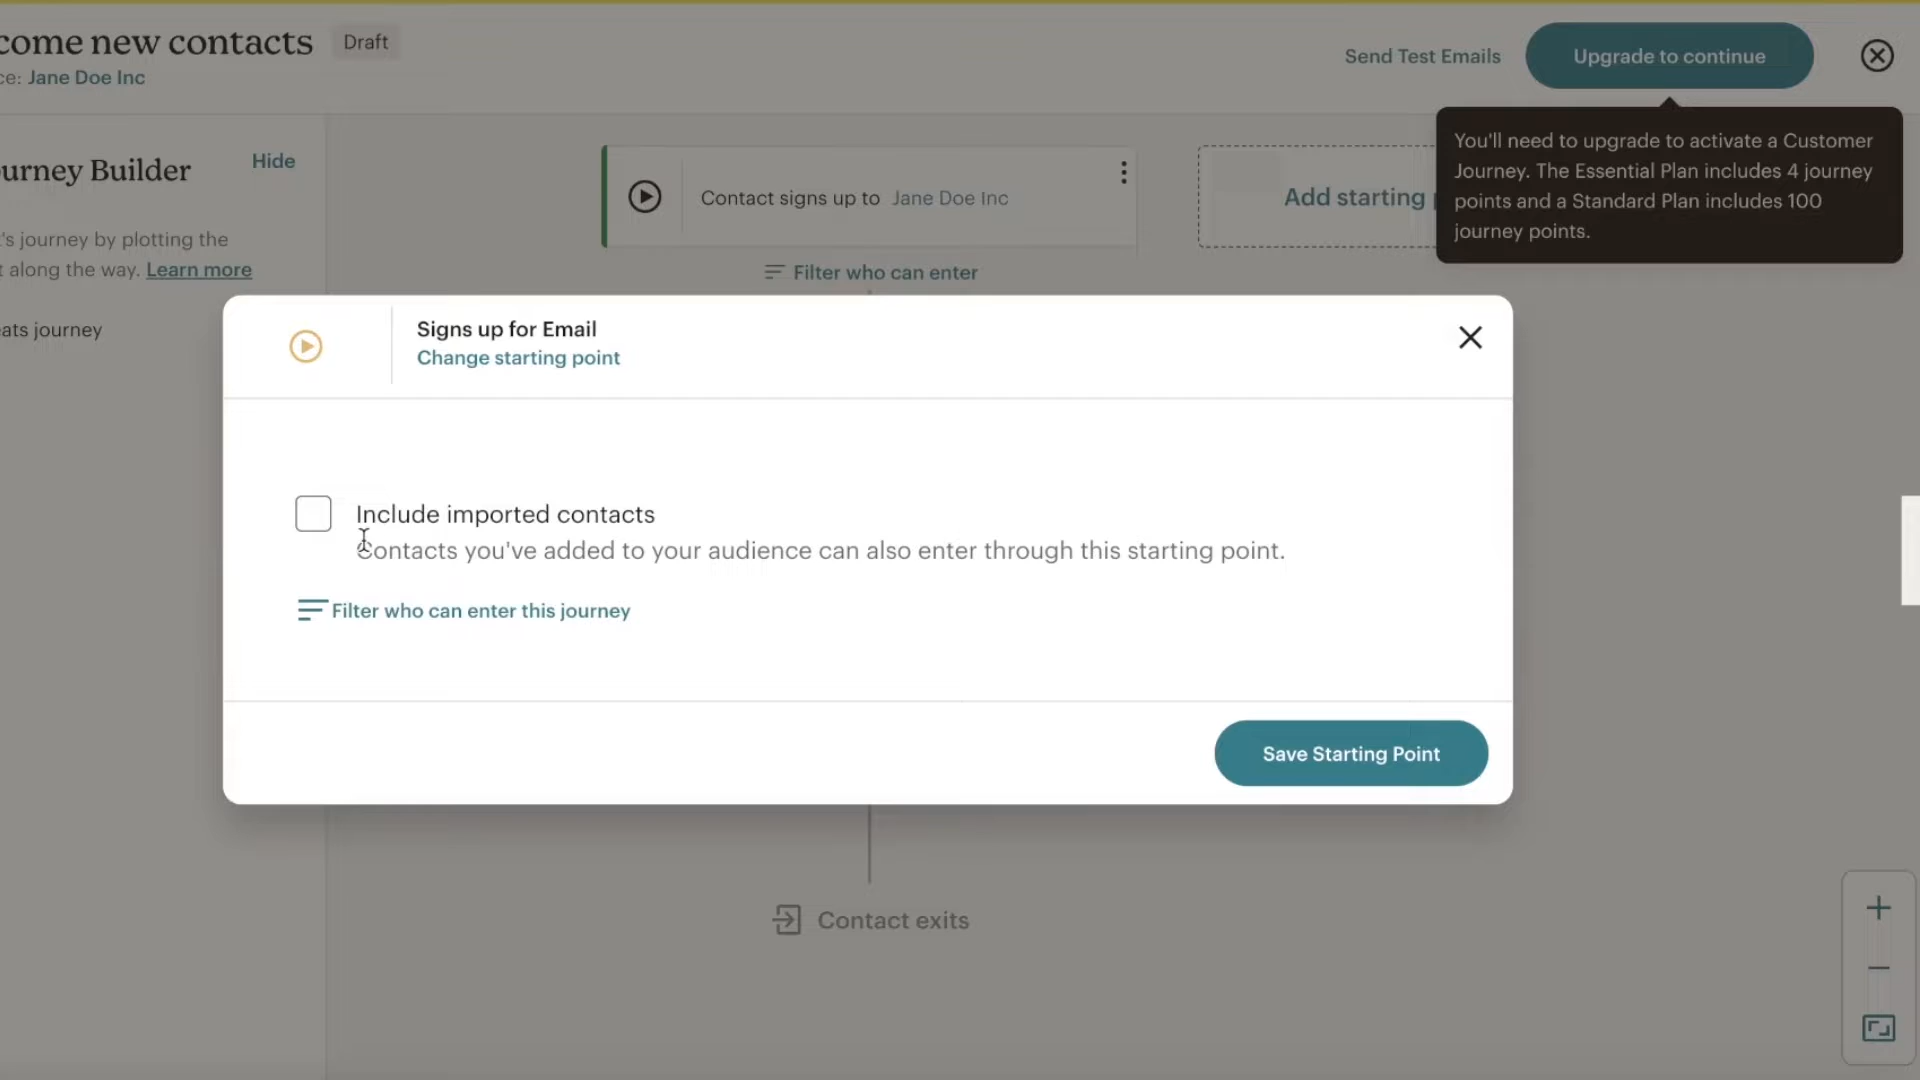 come new contacts
Draft
Send Test Emails
Upgrade to continue
ce: Jane Doe Inc
You'll need to upgrade to activate a Customer
Journey. The Essential Plan includes 4 journey
points and a Standard Plan includes 100
journey points.
urney Builder
Hide
Contact signs up to Jane Doe Inc
Add starting
's journey by plotting the
t along the way. Learn more
Filter who can enter
ats journey
Signs up for Email
Change starting point
Include imported contacts
Contacts you've added to your audience can also enter through this starting point.
Filter who can enter this journey
Save Starting Point
Contact exits